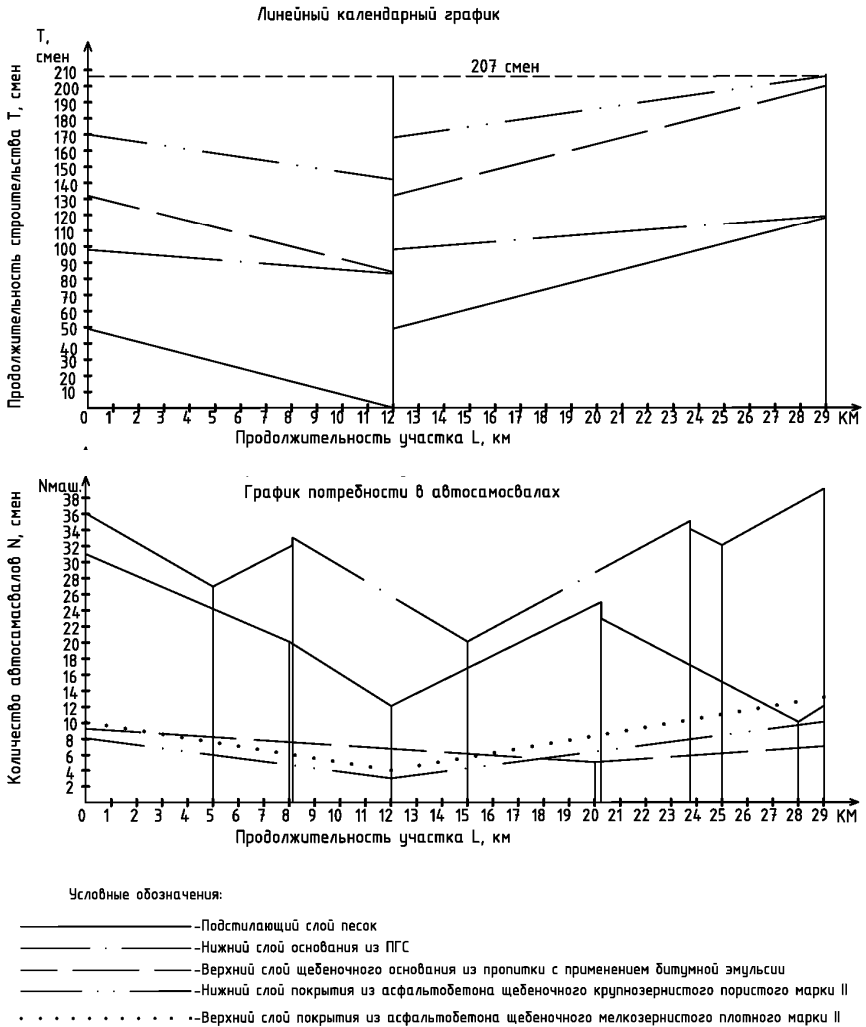 Линейный календарный график
Т,
смен
207 смен
210
200
190
180
170
160
150
140
130
120
110
100
90
80
70
60
50
40
30
20
10
Продолжительность строительства Т, смен
0 1 2 3 4 5 6 7 8 9 10 11 12 13 14 15 16 17 18 19 20 21 22 23 24 25 26 27 28 29 КМ
Продолжительность участка L, км
Nмаш.
График потребности в автосамосвалах
38
36
34
32
30
28
26
24
22
20
18
16
14
12
10
8
6
4
2
Количество автосамасвалов N, смен
0 1 2 3 4 5 6 7 8 9 10 11 12 13 14 15 16 17 18 19 20 21 22 23 24 25 26 27 28 29 КМ
Продолжительность участка L, км
Условные обозначения:
-Подстилающий слой песок
-Нижний слой основания из ПГС
-Верхний слой щебеночного основания из пропитки с применением битумной эмульсии
-Нижний слой покрытия из асфальтобетона щебеночного крупнозернистого пористого марки II
-Верхний слой покрытия из асфальтобетона щебеночного мелкозернистого плотного марки II